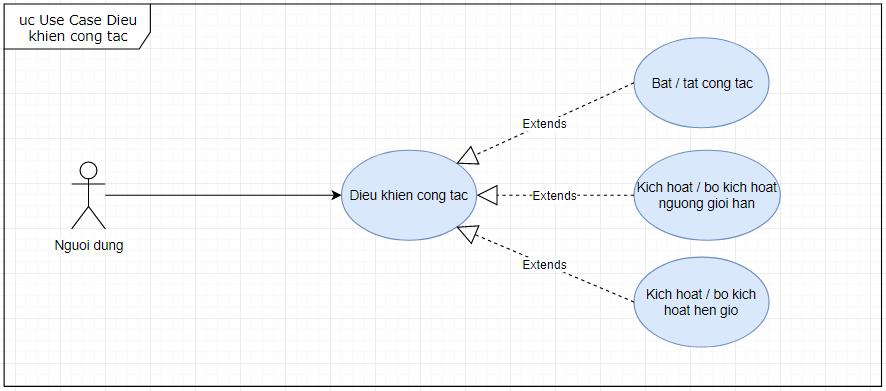 uc Use Case Dieu
khien cong tac
Bat / tat cong tac
Extends
Dieu khien cong tac
Extends
Kich hoat / bo kich hoat
nguong gioi han
Nguoi dung
Extends
Kich hoat / bo kich
hoat hen gio